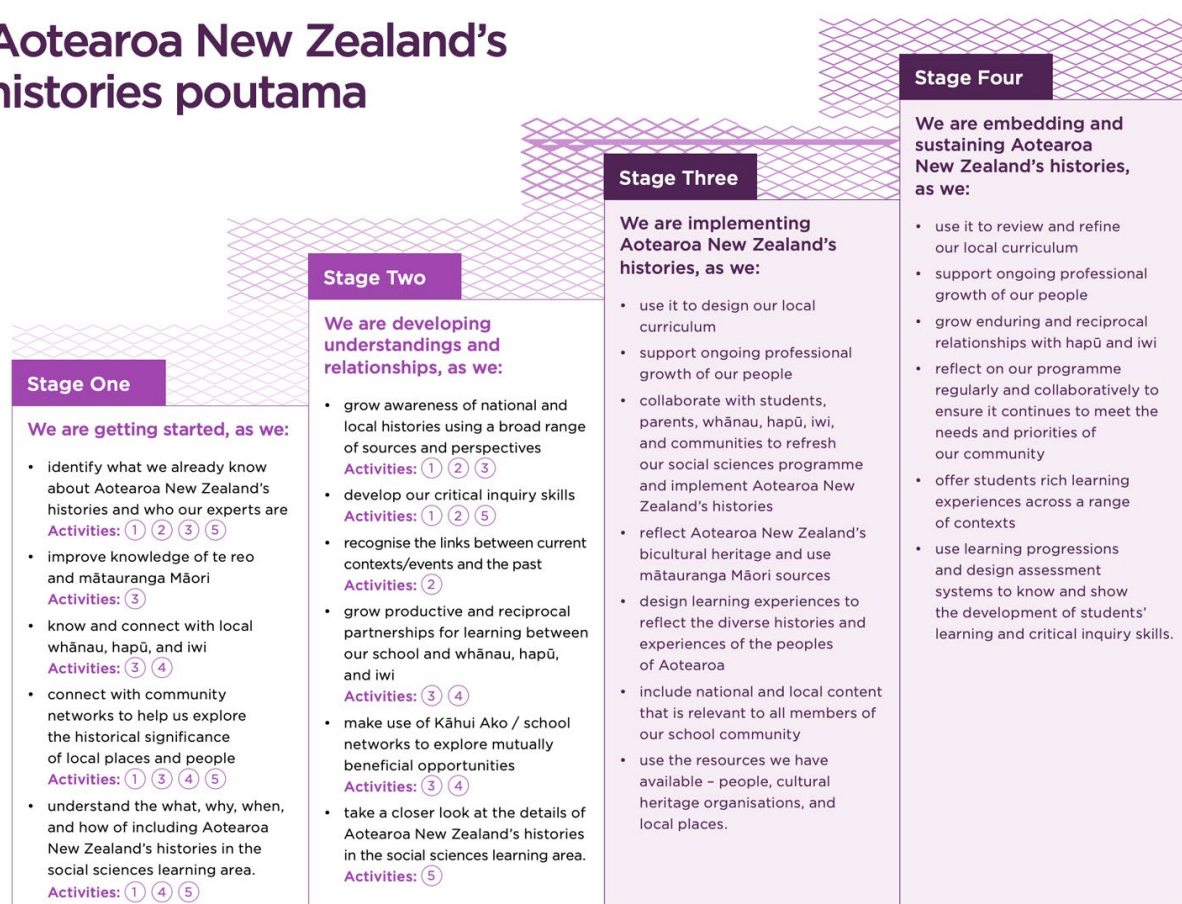 Aotearoa New Zealand's
histories poutama
Stage One
We are getting started, as we:
• identify what we already know
about Aotearoa New Zealand's
histories and who our experts are
Activities: 1 2 3 5
• improve knowledge of te reo
and mātauranga Māori
Activities: 3
• know and connect with local
whānau, hapū, and iwi
Activities: 3 4
• connect with community
networks to help us explore
the historical significance
of local places and people
Activities: 1 3 4 5
• understand the what, why, when,
and how of including Aotearoa
New Zealand's histories in the
social sciences learning area.
Activities: 1 4 5
Stage Two
We are developing
understandings and
relationships, as we:
• grow awareness of national and
local histories using a broad range
of sources and perspectives
Activities: 1 2 3
• develop our critical inquiry skills
Activities: 1 2 5
• recognise the links between current
contexts/events and the past
Activities: 2
• grow productive and reciprocal
partnerships for learning between
our school and whānau, hapū,
and iwi
Activities: 3 4
• make use of Kāhui Ako / school
networks to explore mutually
beneficial opportunities
Activities: 3 4
• take a closer look at the details of
Aotearoa New Zealand's histories
in the social sciences learning area.
Activities: 5
Stage Three
We are implementing
Aotearoa New Zealand's
histories, as we:
• use it to design our local
curriculum
• support ongoing professional
growth of our people
• collaborate with students,
parents, whānau, hapū, iwi,
and communities to refresh
our social sciences programme
and implement Aotearoa New
Zealand's histories
• reflect Aotearoa New Zealand's
bicultural heritage and use
mātauranga Māori sources
• design learning experiences to
reflect the diverse histories and
experiences of the peoples
of Aotearoa
• include national and local content
that is relevant to all members of
our school community
• use the resources we have
available – people, cultural
heritage organisations, and
local places.
Stage Four
We are embedding and
sustaining Aotearoa
New Zealand's histories,
as we:
• use it to review and refine
our local curriculum
• support ongoing professional
growth of our people
• grow enduring and reciprocal
relationships with hapū and iwi
• reflect on our programme
regularly and collaboratively to
ensure it continues to meet the
needs and priorities of
our community
• offer students rich learning
experiences across a range
of contexts
• use learning progressions
and design assessment
systems to know and show
the development of students'
learning and critical inquiry skills.